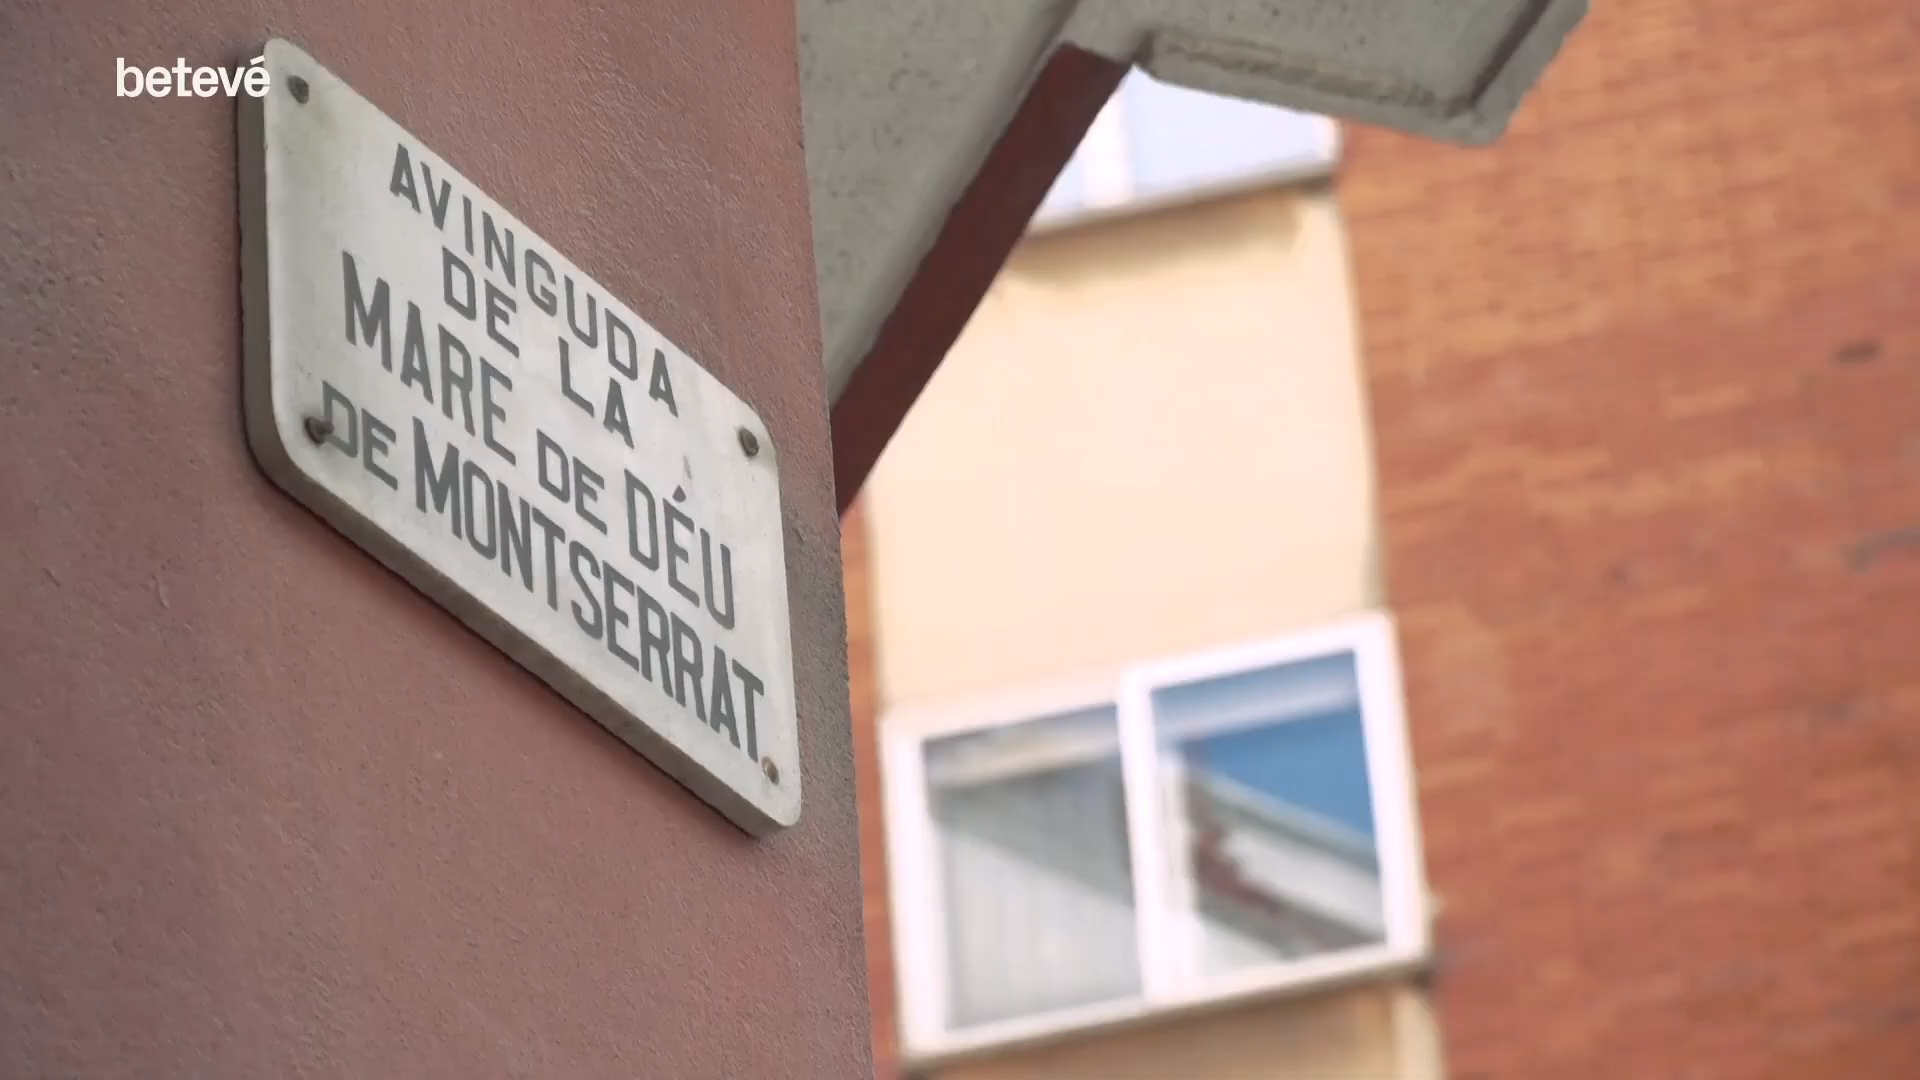 betevé
AVINGUDA
DE LA
MARE DE DÉU
DE MONTSERRAT